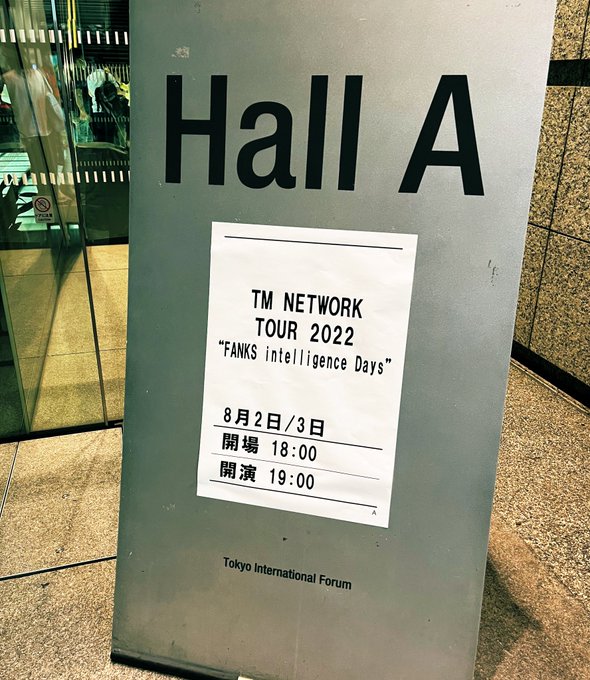 Hall A
TM NETWORK
TOUR 2022
“FANKS intelligence Days”
8月2日/3日
開場 18:00
開演 19:00
A
Tokyo International Forum